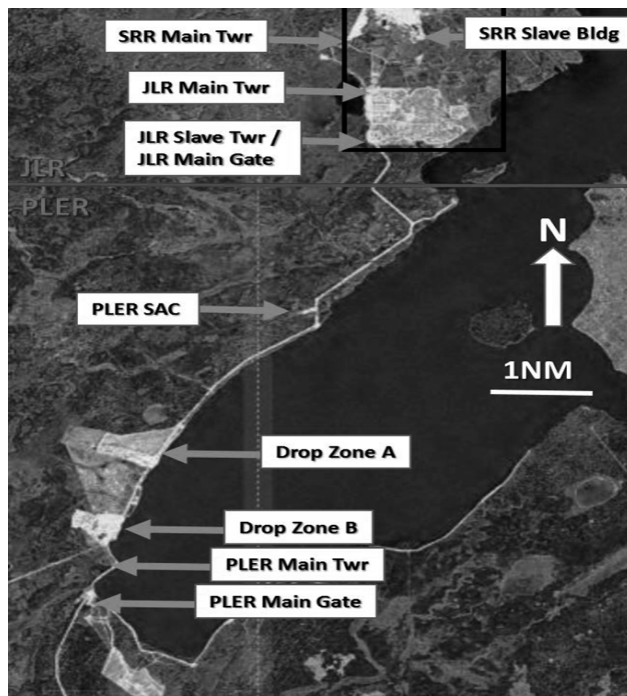 SRR Main Twr
SRR Slave Bldg
JLR Main Twr
JLR Slave Twr /
JLR Main Gate
JLR
PLER
N
PLER SAC
1NM
Drop Zone A
Drop Zone B
PLER Main Twr
PLER Main Gate